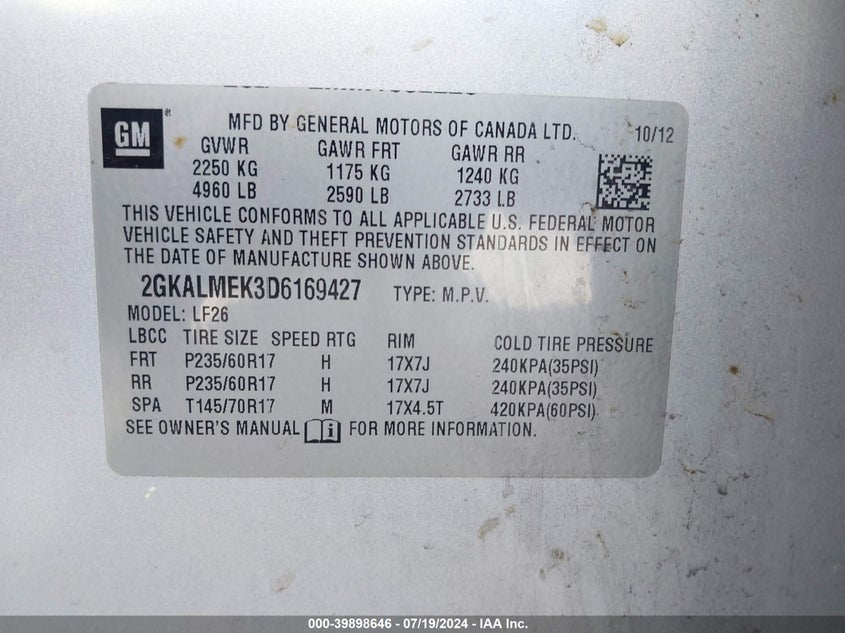 GM®
MFD BY GENERAL MOTORS OF CANADA LTD. 10/12
GVWR GAWR FRT GAWR RR
2250 KG 1175 KG 1240 KG
4960 LB 2590 LB 2733 LB
THIS VEHICLE CONFORMS TO ALL APPLICABLE U.S. FEDERAL MOTOR
VEHICLE SAFETY AND THEFT PREVENTION STANDARDS IN EFFECT ON
THE DATE OF MANUFACTURE SHOWN ABOVE.
2GKALMEK3D6169427 TYPE: M.P.V.
MODEL: LF26
LBCC TIRE SIZE SPEED RTG RIM COLD TIRE PRESSURE
FRT P235/60R17 H 17X7J 240KPA(35PSI)
RR P235/60R17 H 17X7J 240KPA(35PSI)
SPA T145/70R17 M 17X4.5T 420KPA(60PSI)
SEE OWNER'S MANUAL FOR MORE INFORMATION.
000-39898646 - 07/19/2024 - IAA Inc.